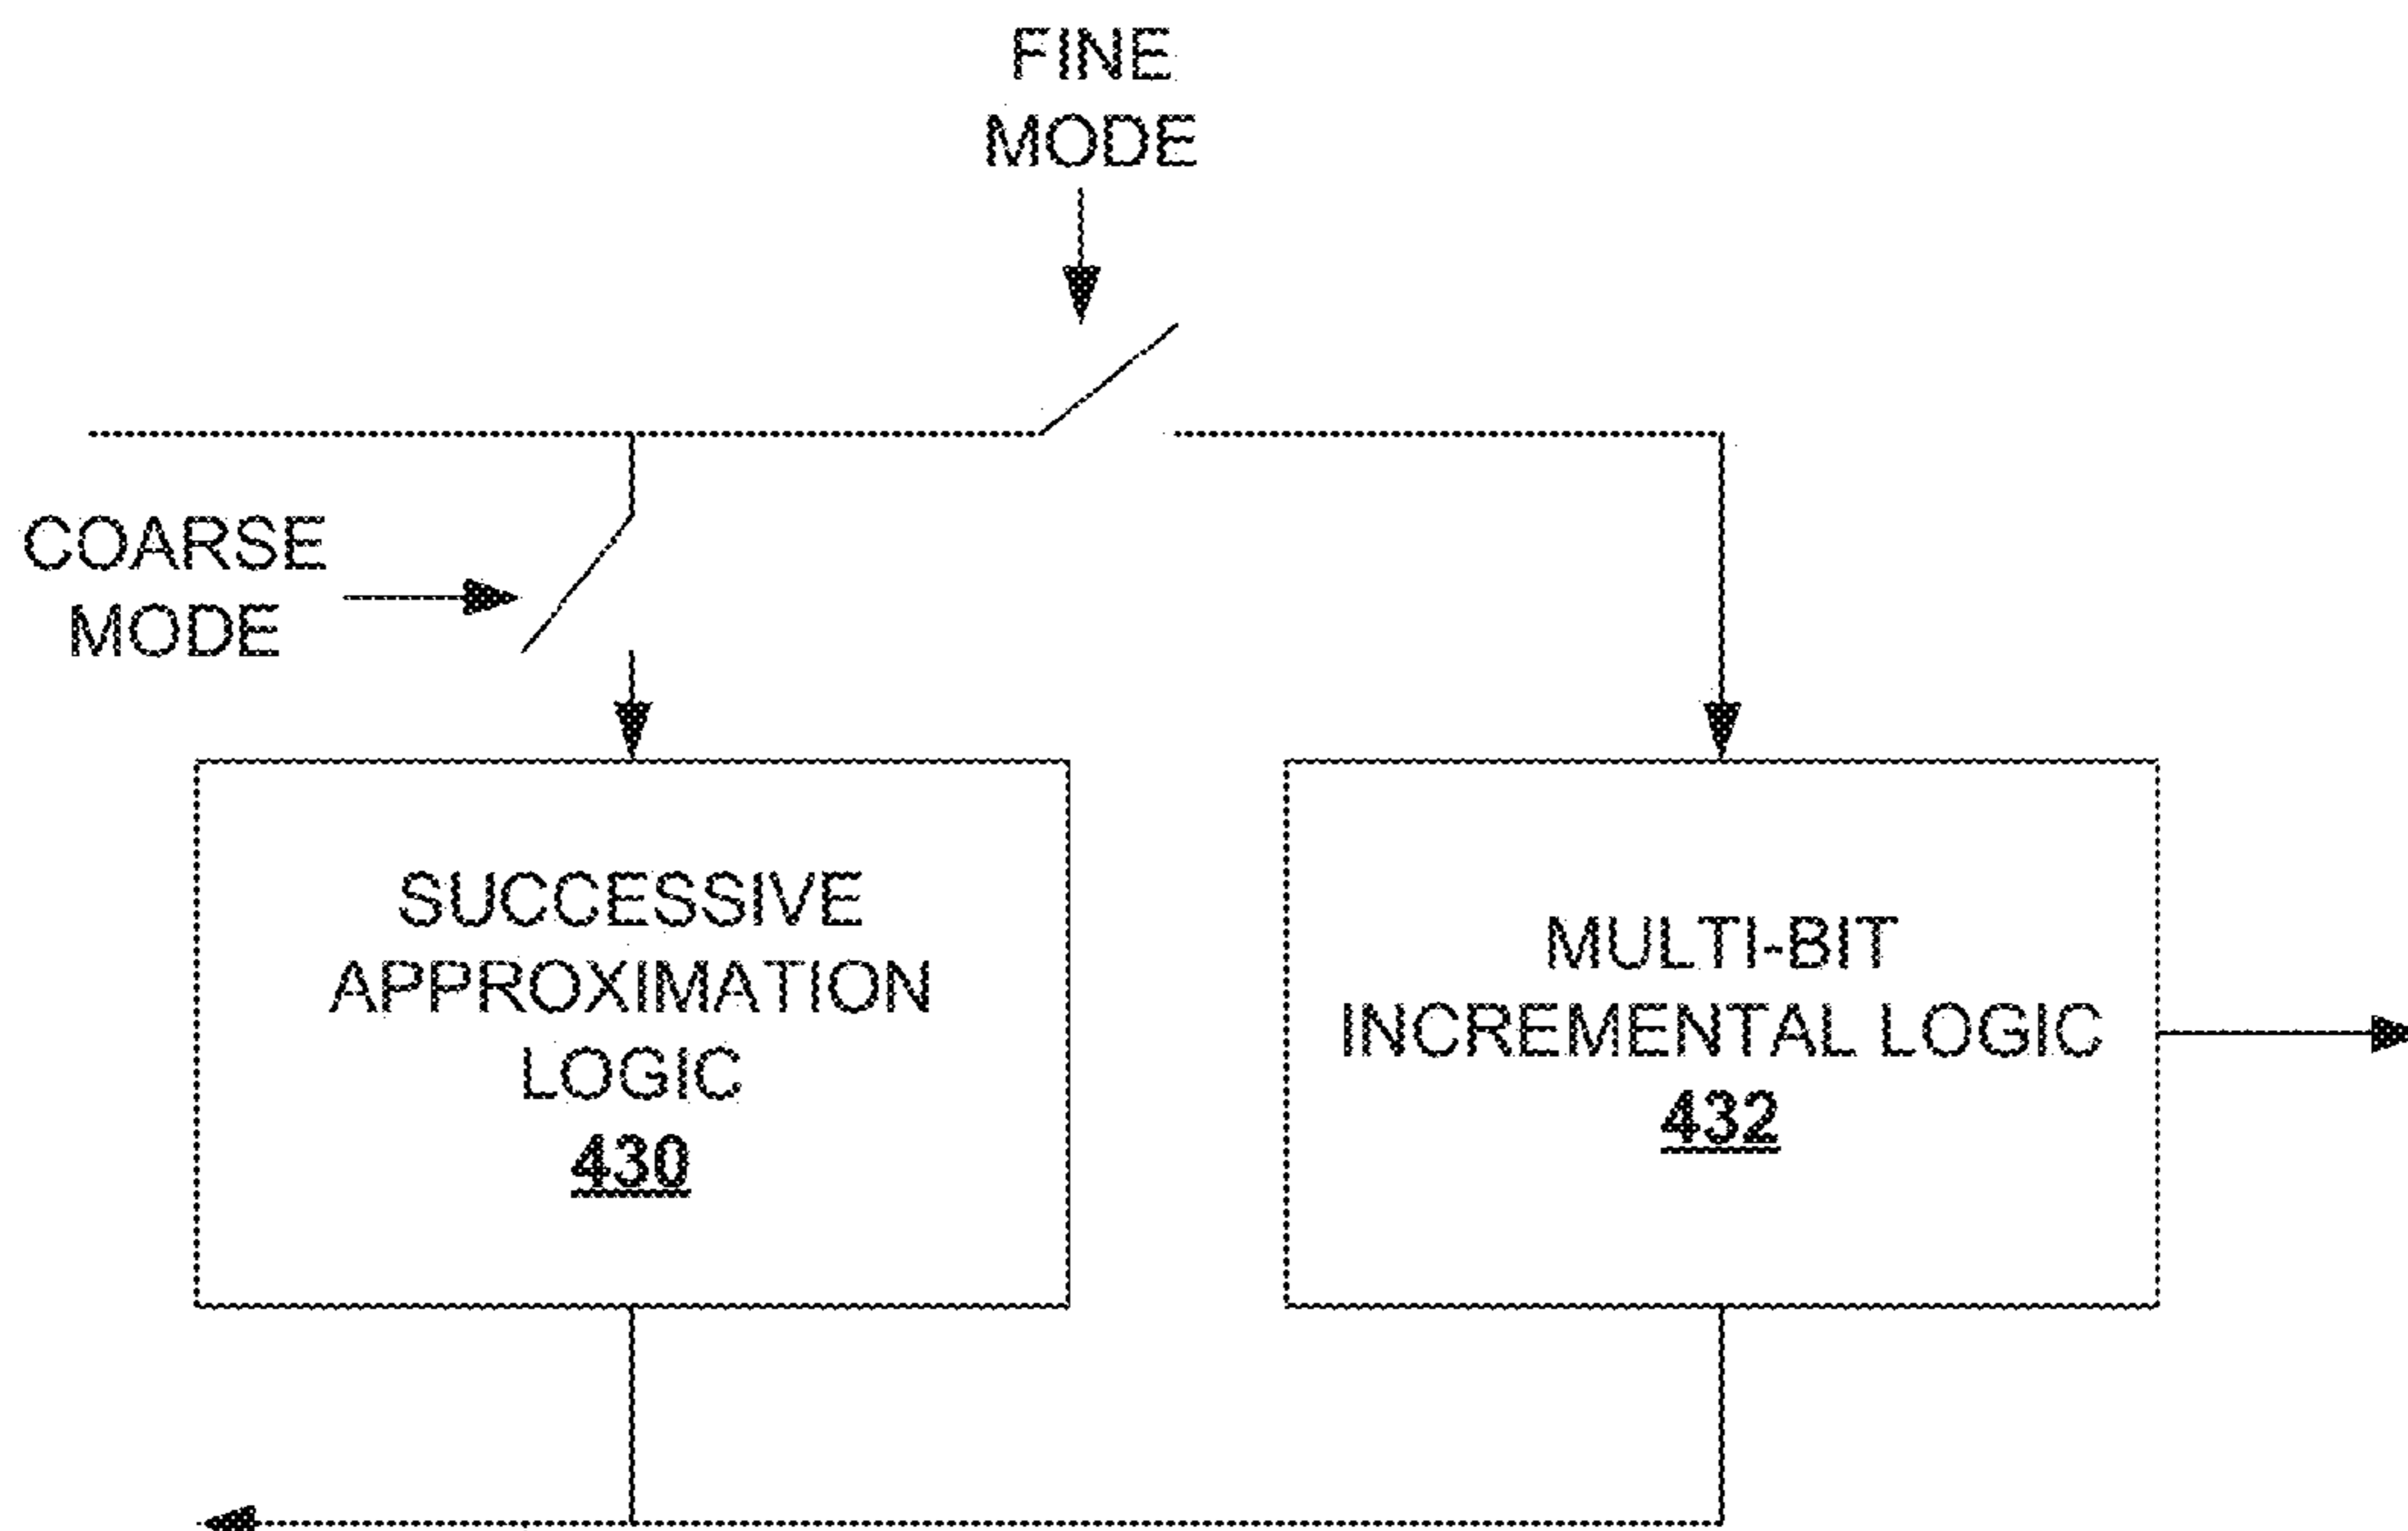 FINE
MODE
COARSE
MODE
SUCCESSIVE
APPROXIMATION
LOGIC
430
MULTI-BIT
INCREMENTAL LOGIC
432